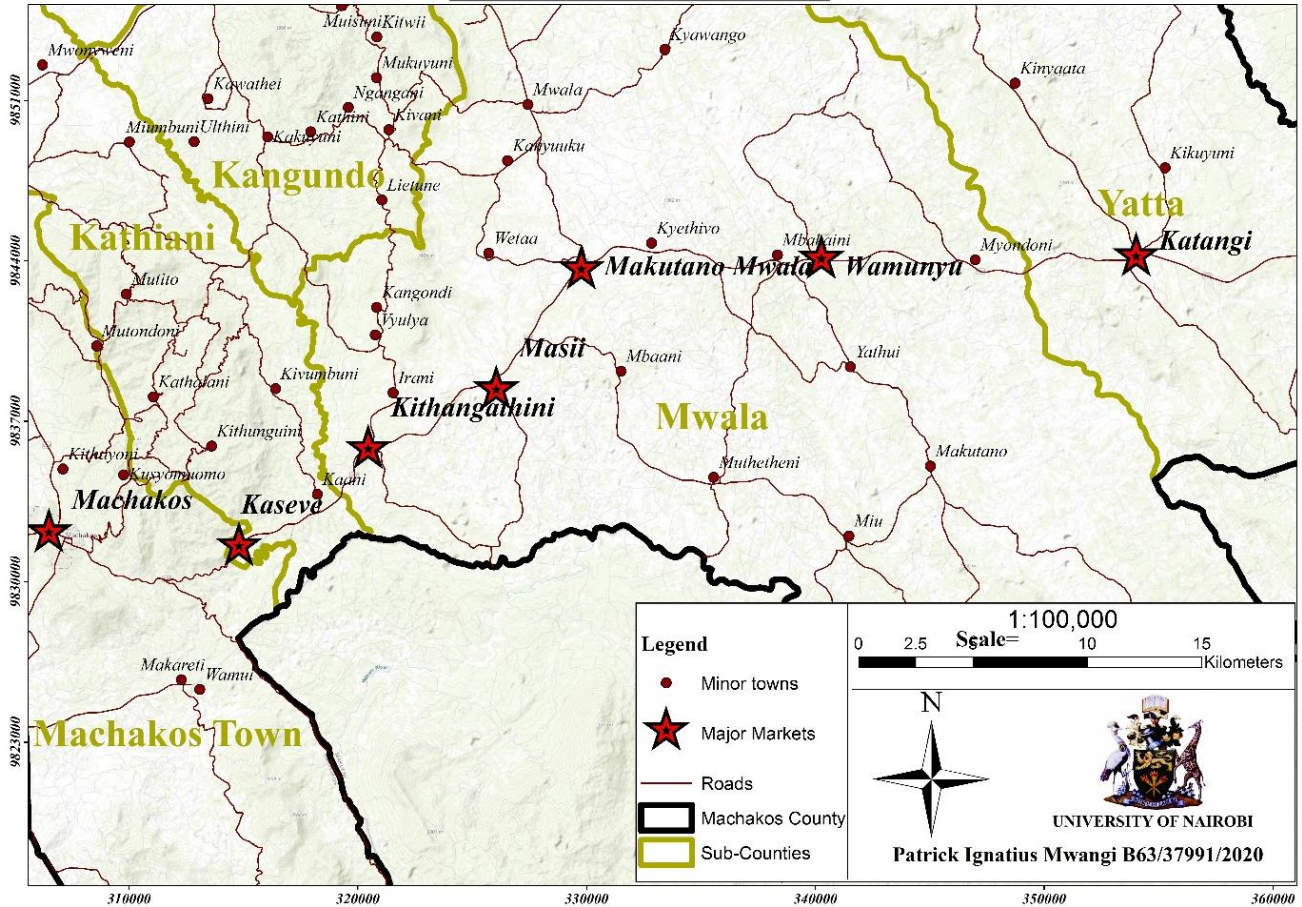 Muisuni Kitwii
Kyawango
Mwonyweni
Mukuyuni
Kinyaata
Kawathei
Ngangani
Mwala
Kathini
Kivani
Miumbuni Ulthini
Kakuyuni
Kanyuuku
Kikuyuni
Kangundo
Lietune
Yatta
Kathiani
Wetaa
Kyethivo
Mbakaini
Myondoni
Katangi
Makutano Mwala
Wamunyu
Mutito
Kangondi
Vyulya
Mutondoni
Masii
Mbaani
Yathui
Kathalani
Kivumbuni
Irani
Kithangathini
Mwala
Kithunguini
Kithuyoni
Kusyomuomo
Kaani
Muthetheni
Makutano
Machakos
Kaseve
Miu
Makareti
Wamui
Machakos Town
9851000
9844000
9837000
9830000
9823000
310000
320000
330000
340000
350000
360000
Legend
Minor towns
Major Markets
Roads
Machakos County
Sub-Counties
1:100,000
Scale=
0 2.5 5 10 15
Kilometers
N
UNIVERSITY OF NAIROBI
Patrick Ignatius Mwangi B63/37991/2020